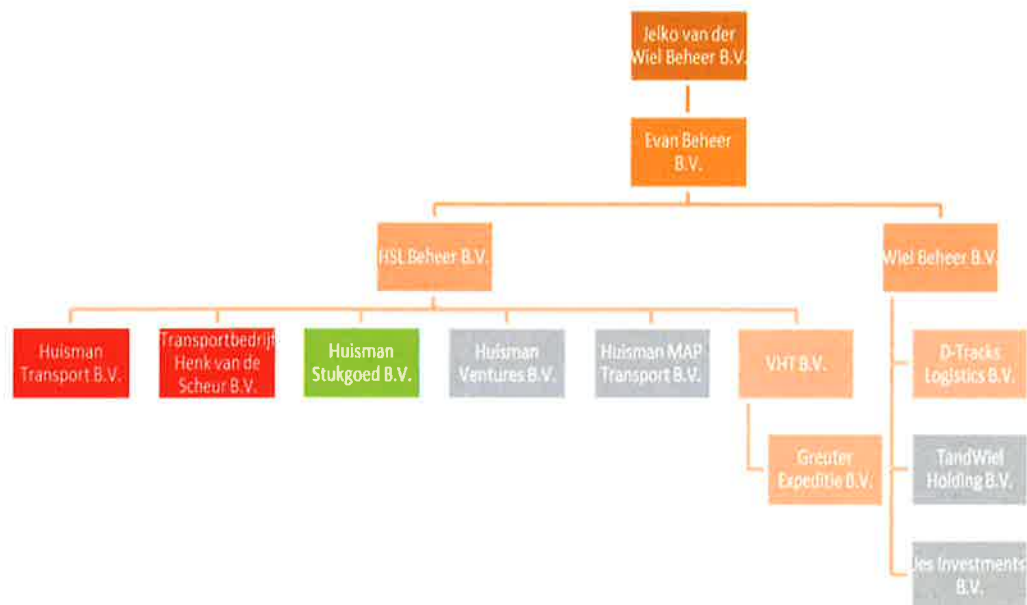 Jelko van der
Wiel Beheer B.V.
Evan Beheer
B.V.
HSL Beheer B.V.
Wiel Beheer B.V.
Huisman
Transport B.V.
Transportbedrijf
Henk van de
Scheur B.V.
Huisman
Stukgoed B.V.
Huisman
Ventures B.V.
Huisman MAP
Transport B.V.
VHT B.V.
D-Tracks
Logistics B.V.
Greuter
Expeditie B.V.
TandWiel
Holding B.V.
Jes Investments
B.V.